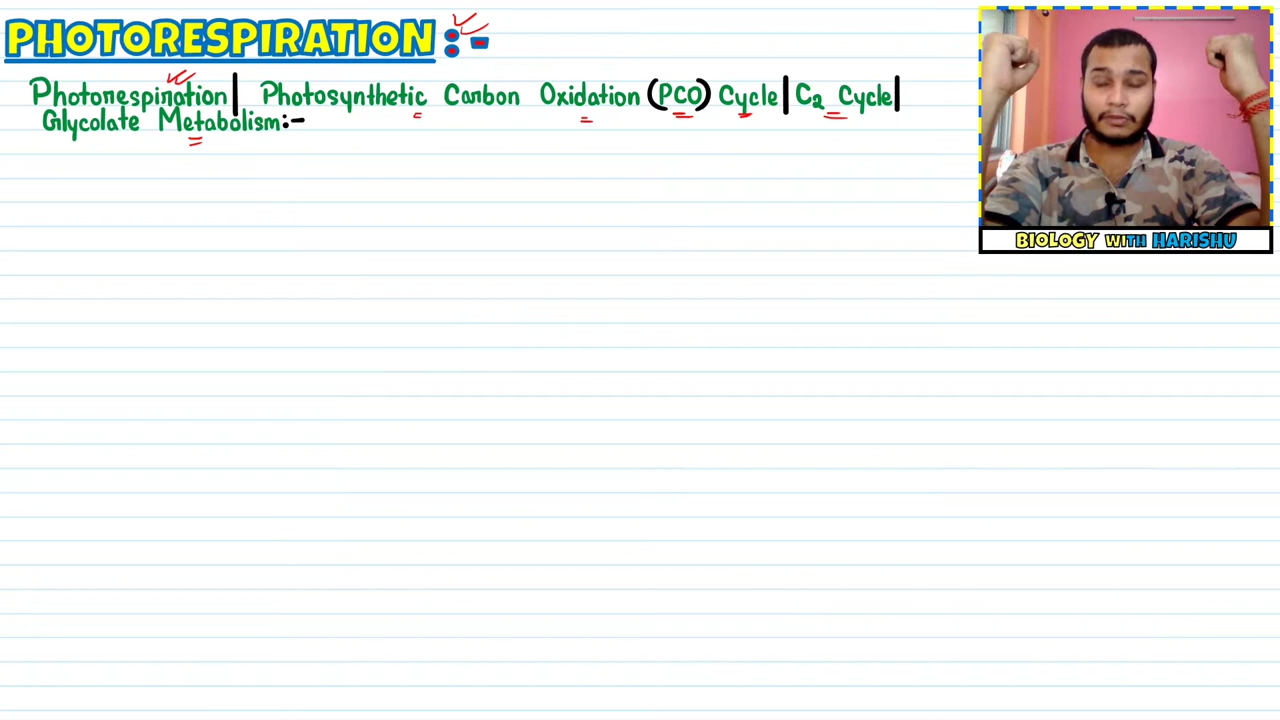 PHOTORESPIRATION :-
Photorespiration | Photosynthetic Carbon Oxidation (PCO) Cycle | C₂ Cycle |
Glycolate Metabolism:-
BIOLOGY WITH HARISHU